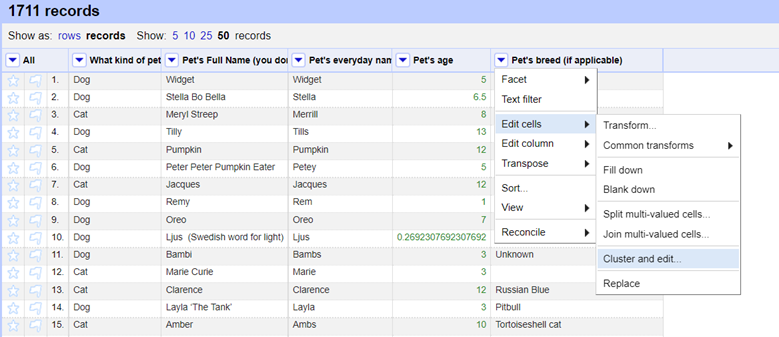 1711 records
Show as: rows records Show: 5 10 25 50 records
All What kind of pet Pet's Full Name (you don Pet's everyday nam Pet's age Pet's breed (if applicable)
1. Dog Widget Widget 5
2. Dog Stella Bo Bella Stella 6.5
3. Cat Meryl Streep Merrill 8
4. Dog Tilly Tills 13
5. Cat Pumpkin Pumpkin 12
6. Dog Peter Peter Pumpkin Eater Petey 5
7. Cat Jacques Jacques 12
8. Dog Remy Rem 1
9. Dog Oreo Oreo 7
10. Dog Ljus (Swedish word for light) Ljus 0.2692307692307692
11. Dog Bambi Bambs 3 Unknown
12. Cat Marie Curie Marie 3
13. Cat Clarence Clarence 12 Russian Blue
14. Dog Layla 'The Tank' Layla 3 Pitbull
15. Cat Amber Ambs 10 Tortoiseshell cat
Facet
Text filter
Edit cells
Edit column
Transpose
Sort...
View
Reconcile
Transform...
Common transforms
Fill down
Blank down
Split multi-valued cells...
Join multi-valued cells...
Cluster and edit...
Replace